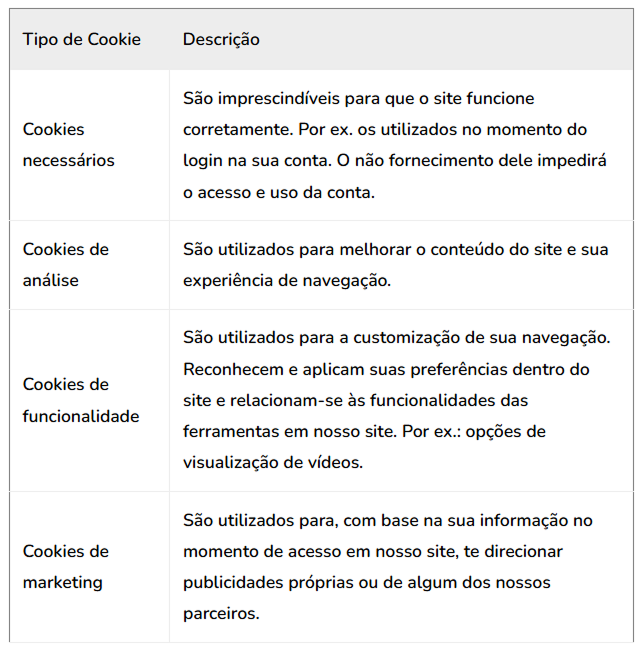 Tipo de Cookie
Descrição
Cookies
necessários
São imprescindíveis para que o site funcione
corretamente. Por ex. os utilizados no momento do
login na sua conta. O não fornecimento dele impedirá
o acesso e uso da conta.
Cookies de
análise
São utilizados para melhorar o conteúdo do site e sua
experiência de navegação.
Cookies de
funcionalidade
São utilizados para a customização de sua navegação.
Reconhecem e aplicam suas preferências dentro do
site e relacionam-se às funcionalidades das
ferramentas em nosso site. Por ex.: opções de
visualização de vídeos.
Cookies de
marketing
São utilizados para, com base na sua informação no
momento de acesso em nosso site, te direcionar
publicidades próprias ou de algum dos nossos
parceiros.